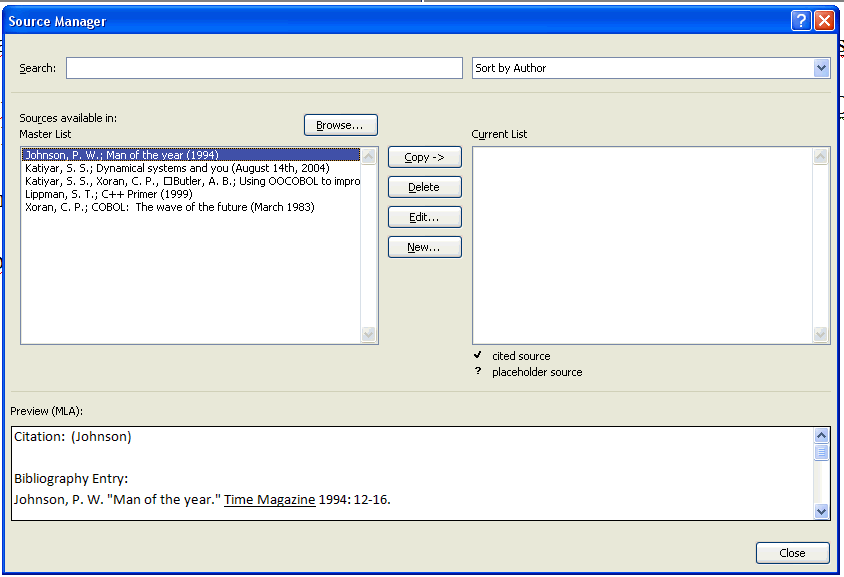 Source Manager
Search:
Sort by Author
Sources available in:
Master List
Browse...
Current List
Johnson, P. W.; Man of the year (1994)
Katiyar, S. S.; Dynamical systems and you (August 14th, 2004)
Katiyar, S. S., Xoran, C. P., □Butler, A. B.; Using OOCOBOL to impro
Lippman, S. T.; C++ Primer (1999)
Xoran, C. P.; COBOL:  The wave of the future (March 1983)
Copy ->
Delete
Edit...
New...
✓ cited source
? placeholder source
Preview (MLA):
Citation:  (Johnson)
Bibliography Entry:
Johnson, P. W. "Man of the year." Time Magazine 1994: 12-16.
Close